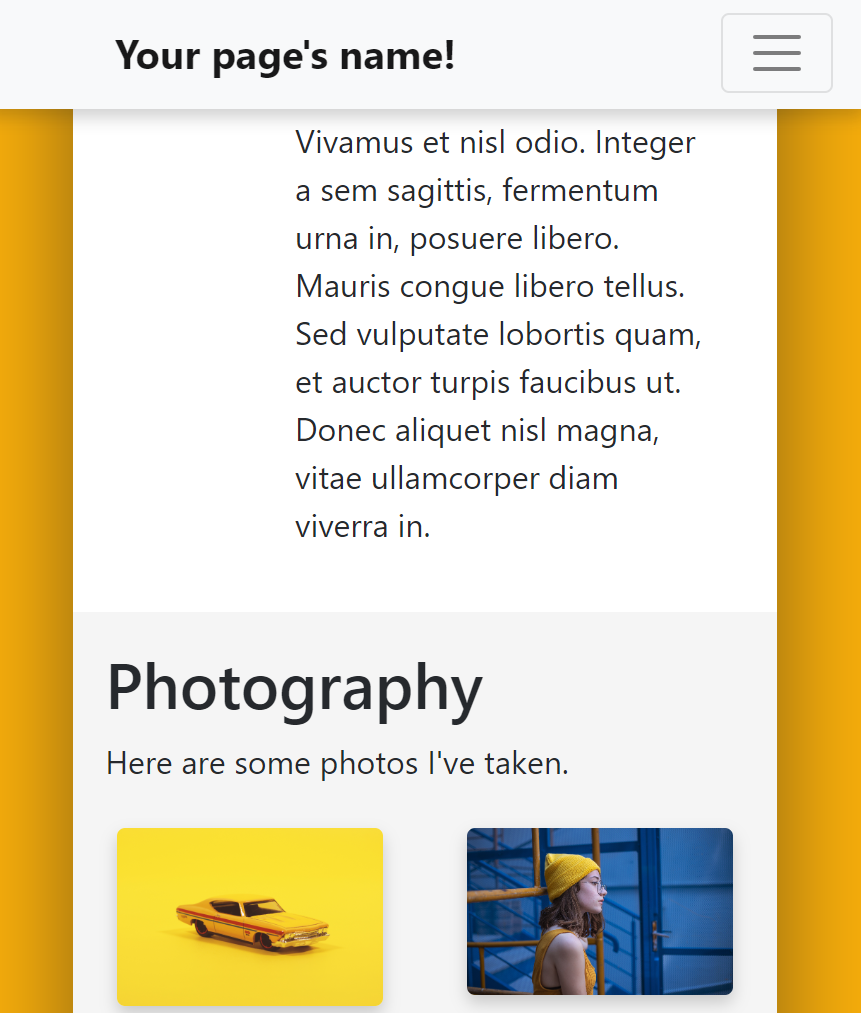 Your page's name!
Vivamus et nisl odio. Integer
a sem sagittis, fermentum
urna in, posuere libero.
Mauris congue libero tellus.
Sed vulputate lobortis quam,
et auctor turpis faucibus ut.
Donec aliquet nisl magna,
vitae ullamcorper diam
viverra in.
Photography
Here are some photos I've taken.